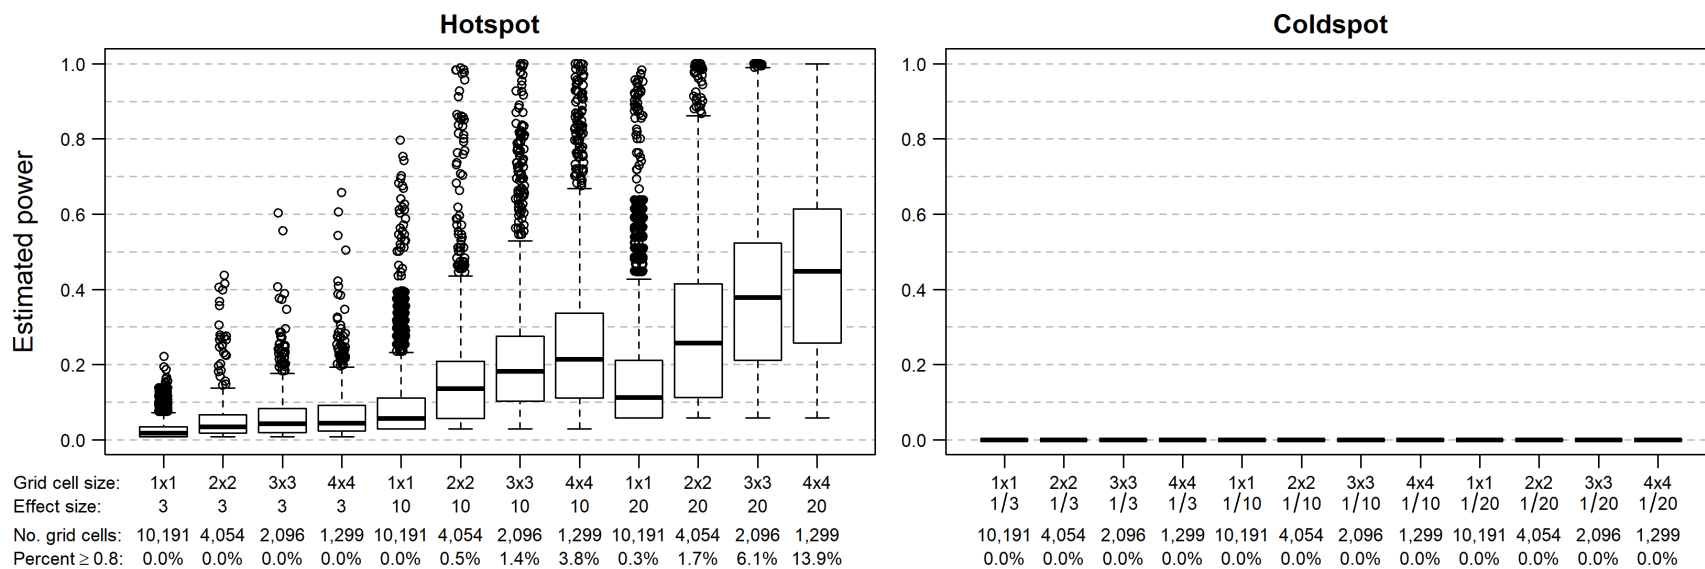 Hotspot
Coldspot
Estimated power
1.0
0.8
0.6
0.4
0.2
0.0
1.0
0.8
0.6
0.4
0.2
0.0
Grid cell size: 1x1 2x2 3x3 4x4 1x1 2x2 3x3 4x4 1x1 2x2 3x3 4x4
Effect size: 3 3 3 3 10 10 10 10 20 20 20 20
No. grid cells: 10,191 4,054 2,096 1,299 10,191 4,054 2,096 1,299 10,191 4,054 2,096 1,299
Percent ≥ 0.8: 0.0% 0.0% 0.0% 0.0% 0.0% 0.5% 1.4% 3.8% 0.3% 1.7% 6.1% 13.9%
1x1 2x2 3x3 4x4 1x1 2x2 3x3 4x4 1x1 2x2 3x3 4x4
1/3 1/3 1/3 1/3 1/10 1/10 1/10 1/10 1/20 1/20 1/20 1/20
10,191 4,054 2,096 1,299 10,191 4,054 2,096 1,299 10,191 4,054 2,096 1,299
0.0% 0.0% 0.0% 0.0% 0.0% 0.0% 0.0% 0.0% 0.0% 0.0% 0.0% 0.0%